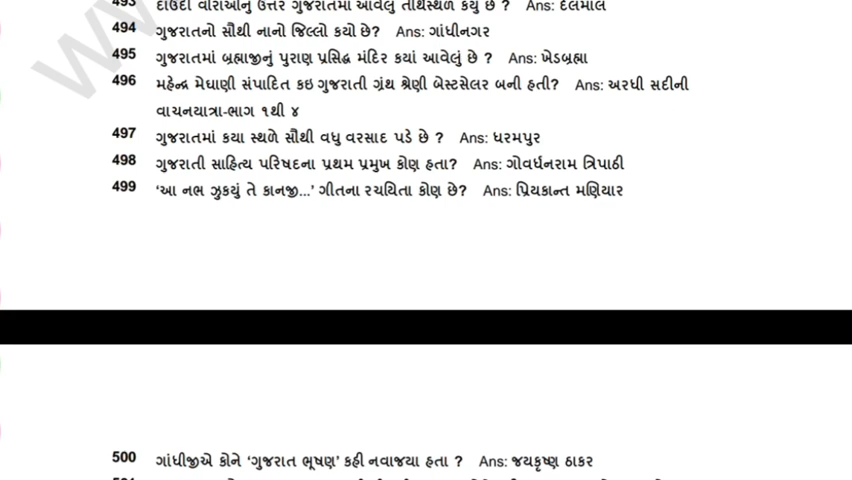 493 દાઉદી વોરાઓનું ઉત્તર ગુજરાતમાં આવેલું તીર્થસ્થળ કયું છે ? Ans: દેલમાલ
494 ગુજરાતનો સૌથી નાનો જિલ્લો કયો છે? Ans: ગાંધીનગર
495 ગુજરાતમાં બ્રહ્માજીનું પુરાણ પ્રસિદ્ધ મંદિર કયાં આવેલું છે ? Ans: ખેડબ્રહ્મા
496 મહેન્દ્ર મેઘાણી સંપાદિત કઇ ગુજરાતી ગ્રંથ શ્રેણી બેસ્ટસેલર બની હતી? Ans: અરધી સદીની
વાચનયાત્રા-ભાગ ૧થી ૪
497 ગુજરાતમાં કયા સ્થળે સૌથી વધુ વરસાદ પડે છે ? Ans: ધરમપુર
498 ગુજરાતી સાહિત્ય પરિષદના પ્રથમ પ્રમુખ કોણ હતા? Ans: ગોવર્ધનરામ ત્રિપાઠી
499 ‘આ નભ ઝુકયું તે કાનજી...’ ગીતના રચયિતા કોણ છે? Ans: પ્રિયકાન્ત મણિયાર
500 ગાંધીજીએ કોને ‘ગુજરાત ભૂષણ’ કહી નવાજયા હતા ? Ans: જયકૃષ્ણ ઠાકર